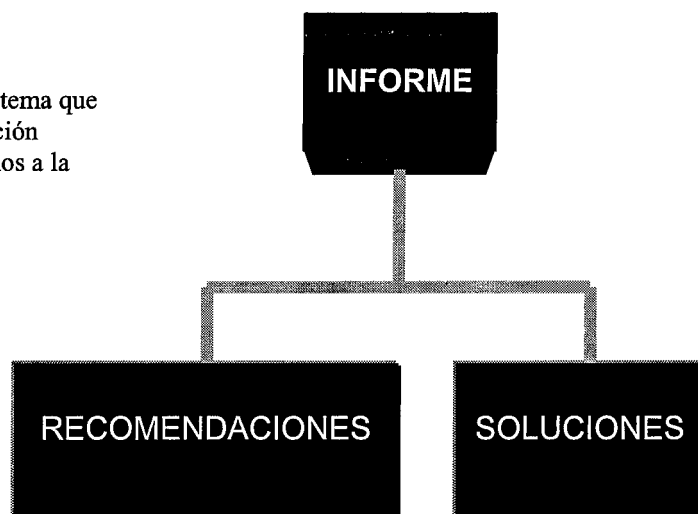 tema que
ción
os a la
INFORME
RECOMENDACIONES
SOLUCIONES